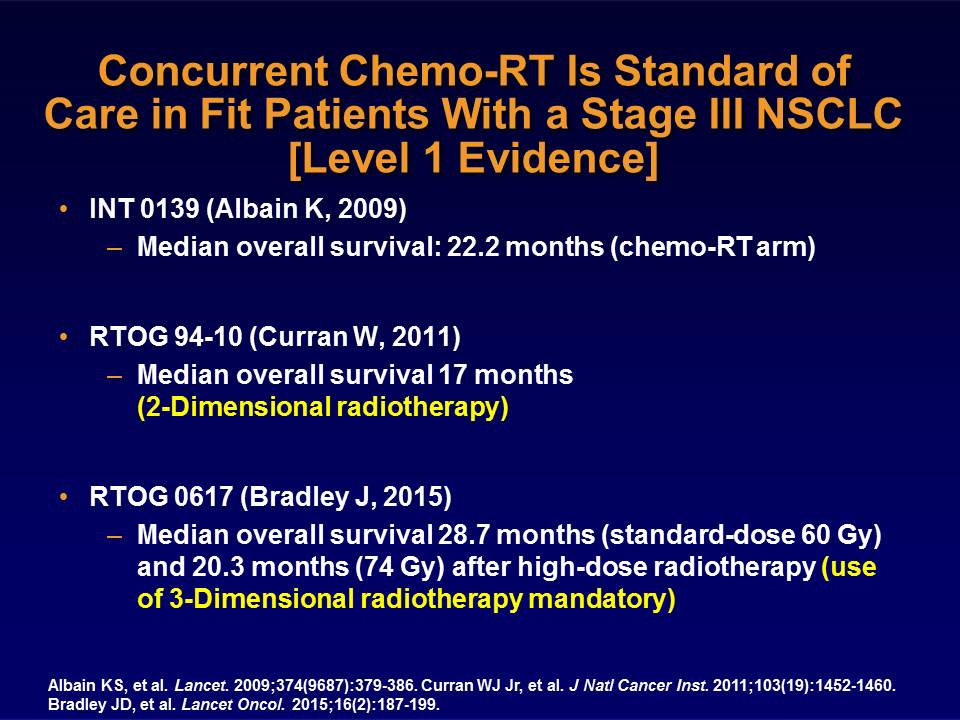 Concurrent Chemo-RT Is Standard of
Care in Fit Patients With a Stage III NSCLC
[Level 1 Evidence]
• INT 0139 (Albain K, 2009)
– Median overall survival: 22.2 months (chemo-RT arm)
• RTOG 94-10 (Curran W, 2011)
– Median overall survival 17 months
(2-Dimensional radiotherapy)
• RTOG 0617 (Bradley J, 2015)
– Median overall survival 28.7 months (standard-dose 60 Gy)
and 20.3 months (74 Gy) after high-dose radiotherapy (use
of 3-Dimensional radiotherapy mandatory)
Albain KS, et al. Lancet. 2009;374(9687):379-386. Curran WJ Jr, et al. J Natl Cancer Inst. 2011;103(19):1452-1460.
Bradley JD, et al. Lancet Oncol. 2015;16(2):187-199.